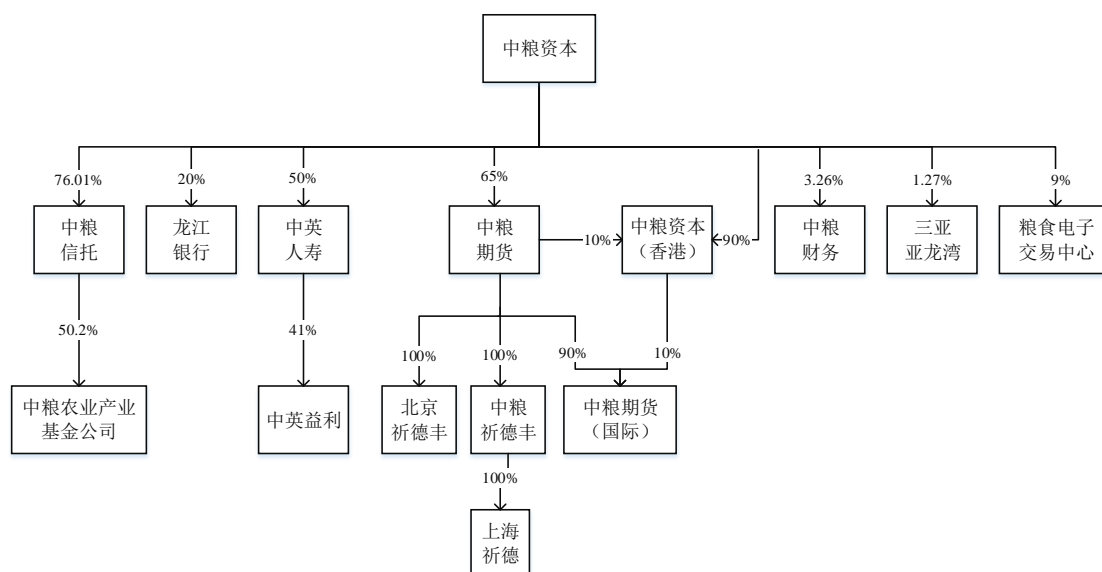 中粮资本
76.01%
20%
50%
65%
3.26%
1.27%
9%
中粮
信托
龙江
银行
中英
人寿
中粮
期货
10%
中粮资本
（香港）
90%
中粮
财务
三亚
亚龙湾
粮食电子
交易中心
50.2%
41%
100%
100%
90%
10%
中粮农业产业
基金公司
中英益利
北京
祈德丰
中粮
祈德丰
中粮期货
（国际）
100%
上海
祈德